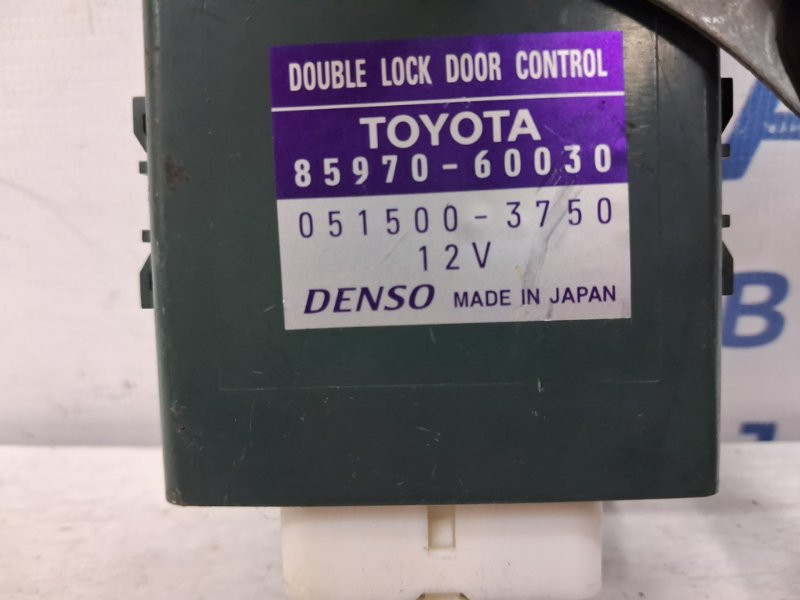 DOUBLE LOCK DOOR CONTROL
TOYOTA
85970-60030
051500-3750
12V
DENSO MADE IN JAPAN
B